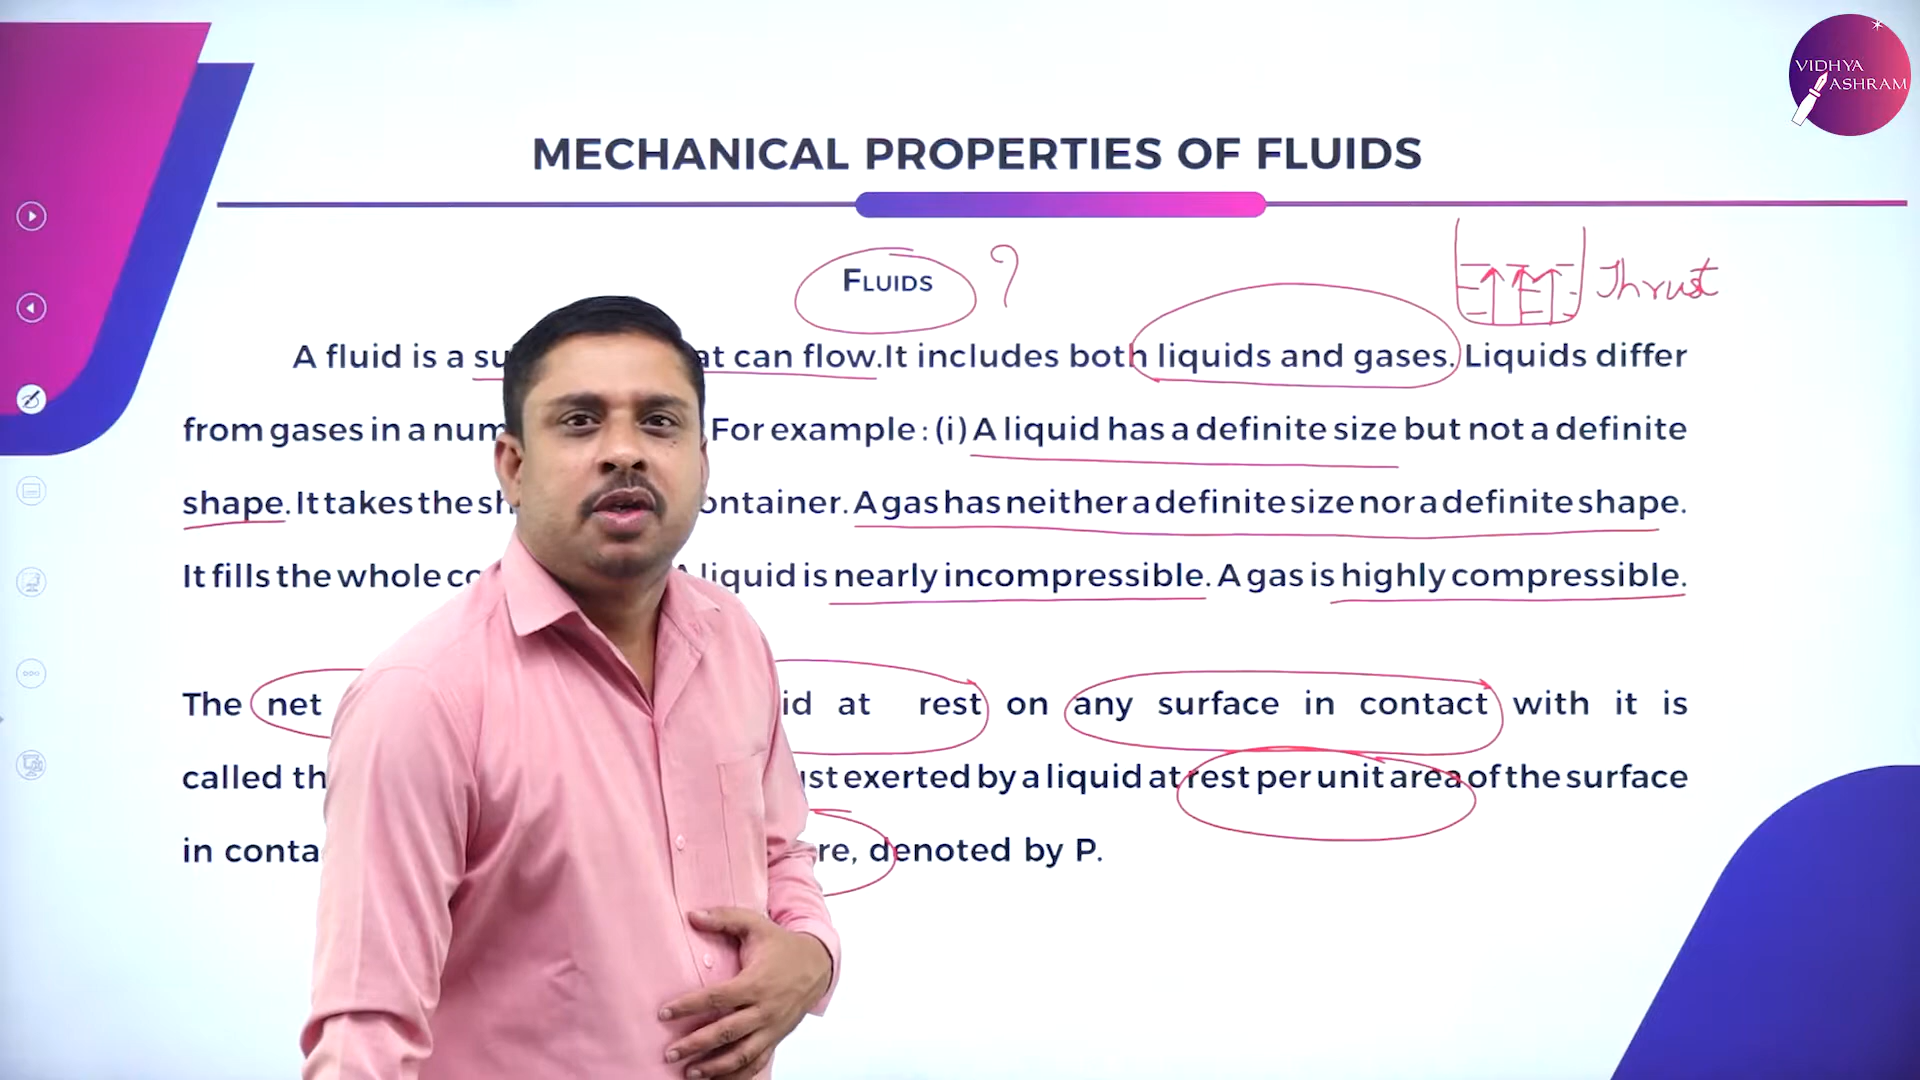 VIDHYA
ASHRAM
MECHANICAL PROPERTIES OF FLUIDS
FLUIDS ?
Thrust
A fluid is a su at can flow.It includes both liquids and gases. Liquids differ
from gases in a num For example : (i) A liquid has a definite size but not a definite
shape. It takes the sh ontainer. A gas has neither a definite size nor a definite shape.
It fills the whole co liquid is nearly incompressible. A gas is highly compressible.
The net id at rest on any surface in contact with it is
called th ust exerted by a liquid at rest per unit area of the surface
in conta re, denoted by P.